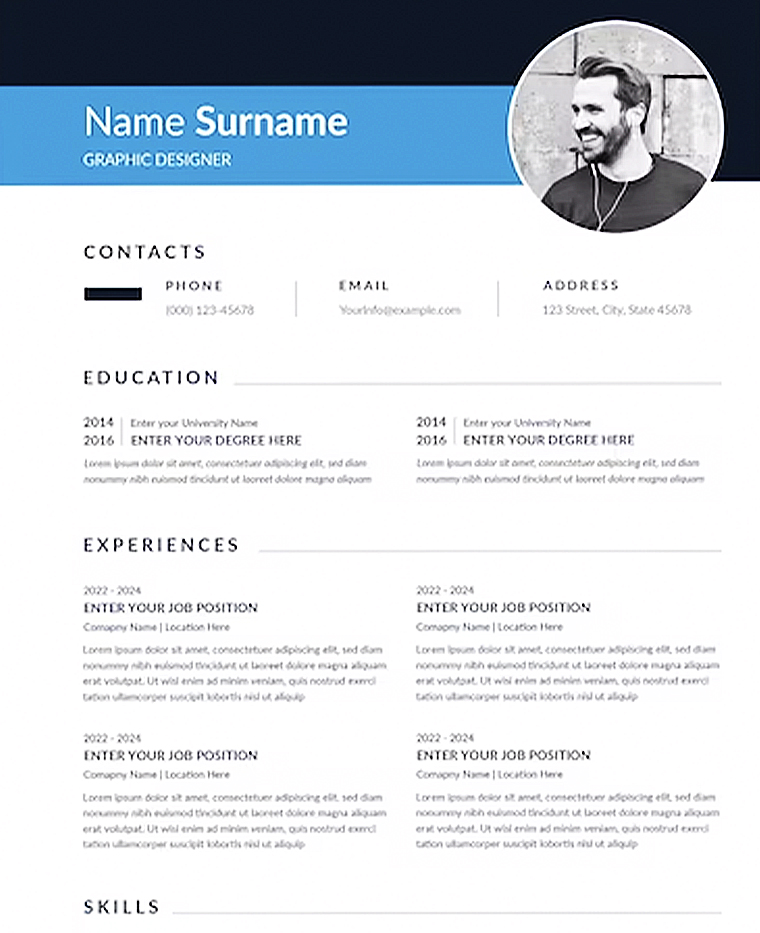 Name Surname
GRAPHIC DESIGNER
CONTACTS
PHONE
(000) 123-45678
EMAIL
YourInfo@example.com
ADDRESS
123 Street, City, State 45678
EDUCATION
2014
2016
Enter your University Name
ENTER YOUR DEGREE HERE
Lorem ipsum dolor sit amet, consectetuer adipiscing elit, sed diam
nonummy nibh euismod tincidunt ut laoreet dolore magna aliquam
2014
2016
Enter your University Name
ENTER YOUR DEGREE HERE
Lorem ipsum dolor sit amet, consectetuer adipiscing elit, sed diam
nonummy nibh euismod tincidunt ut laoreet dolore magna aliquam
EXPERIENCES
2022 - 2024
ENTER YOUR JOB POSITION
Comapny Name | Location Here
Lorem ipsum dolor sit amet, consectetuer adipiscing elit, sed diam
nonummy nibh euismod tincidunt ut laoreet dolore magna aliquam
erat volutpat. Ut wisi enim ad minim veniam, quis nostrud exerci
tation ullamcorper suscipit lobortis nisl ut aliquip
2022 - 2024
ENTER YOUR JOB POSITION
Comapny Name | Location Here
Lorem ipsum dolor sit amet, consectetuer adipiscing elit, sed diam
nonummy nibh euismod tincidunt ut laoreet dolore magna aliquam
erat volutpat. Ut wisi enim ad minim veniam, quis nostrud exerci
tation ullamcorper suscipit lobortis nisl ut aliquip
2022 - 2024
ENTER YOUR JOB POSITION
Comapny Name | Location Here
Lorem ipsum dolor sit amet, consectetuer adipiscing elit, sed diam
nonummy nibh euismod tincidunt ut laoreet dolore magna aliquam
erat volutpat. Ut wisi enim ad minim veniam, quis nostrud exerci
tation ullamcorper suscipit lobortis nisl ut aliquip
2022 - 2024
ENTER YOUR JOB POSITION
Comapny Name | Location Here
Lorem ipsum dolor sit amet, consectetuer adipiscing elit, sed diam
nonummy nibh euismod tincidunt ut laoreet dolore magna aliquam
erat volutpat. Ut wisi enim ad minim veniam, quis nostrud exerci
tation ullamcorper suscipit lobortis nisl ut aliquip
SKILLS